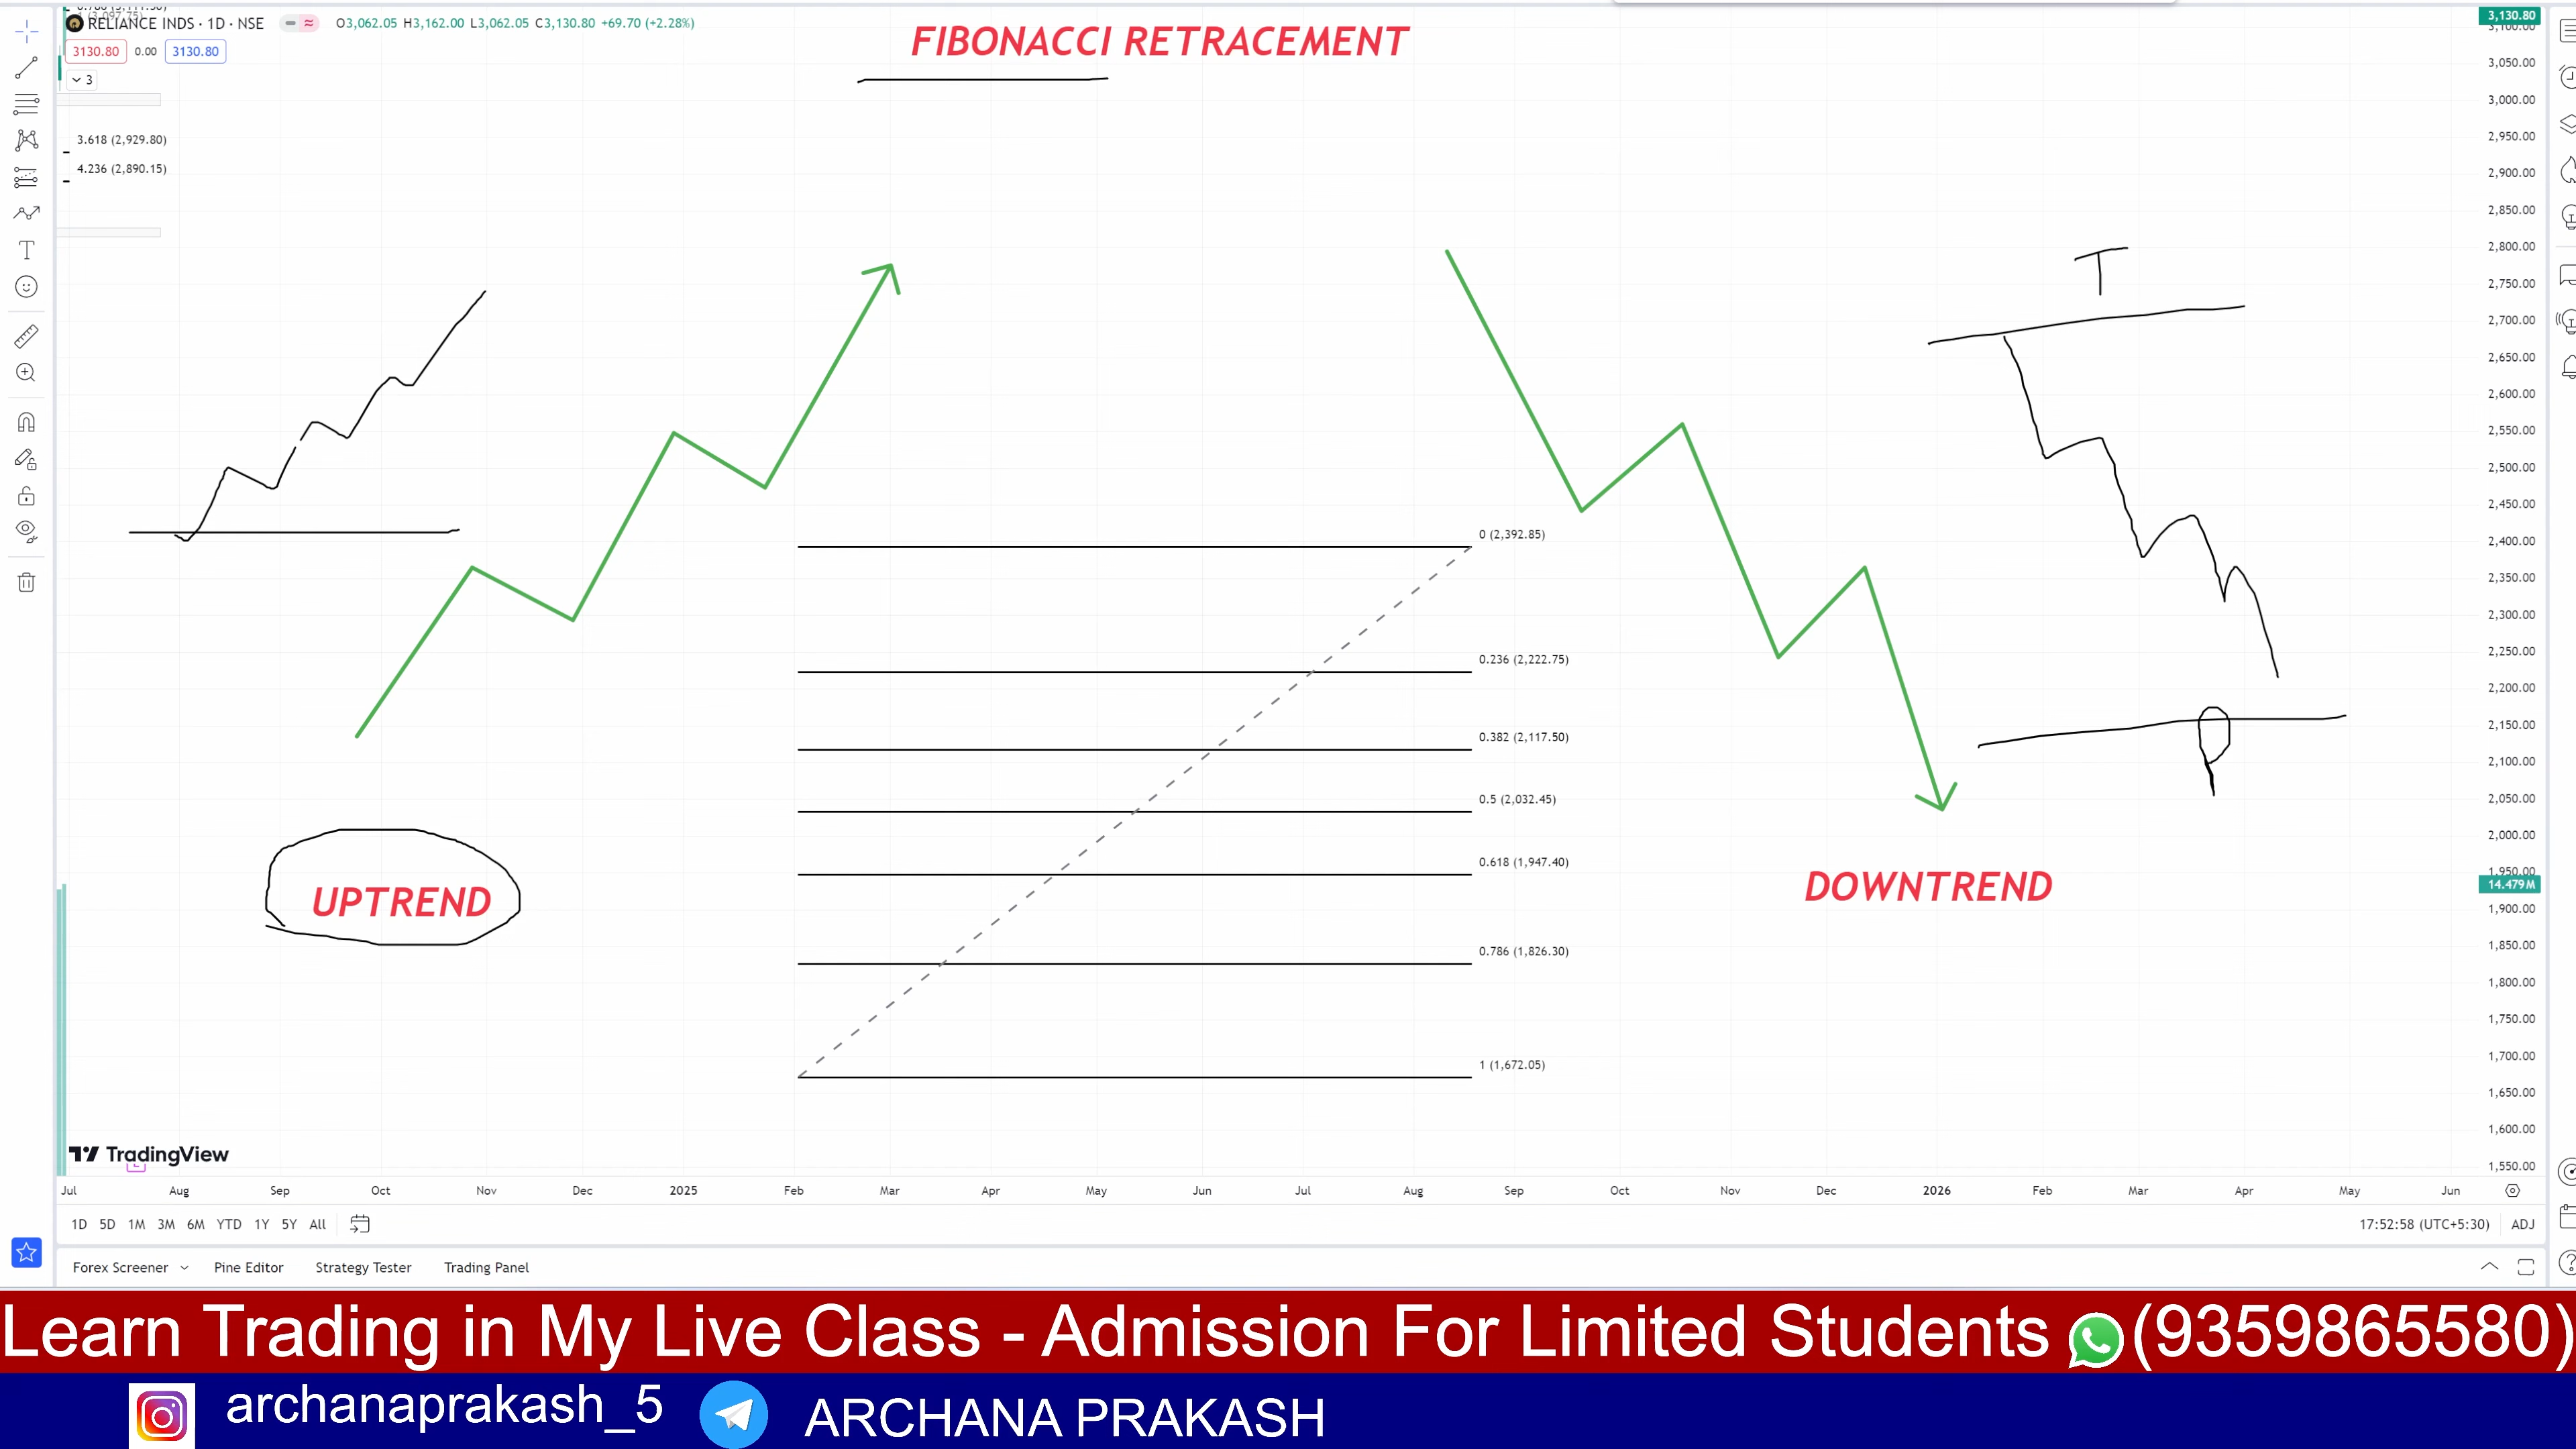 RELIANCE INDS · 1D · NSE
O3,062.05 H3,162.00 L3,062.05 C3,130.80 +69.70 (+2.28%)
FIBONACCI RETRACEMENT
3130.80 0.00 3130.80
3
3.618 (2,929.80)
4.236 (2,890.15)
T
0 (2,392.85)
0.236 (2,222.75)
0.382 (2,117.50)
P
0.5 (2,032.45)
0.618 (1,947.40)
UPTREND
DOWNTREND
0.786 (1,826.30)
1 (1,672.05)
3,130.80
3,050.00
3,000.00
2,950.00
2,900.00
2,850.00
2,800.00
2,750.00
2,700.00
2,650.00
2,600.00
2,550.00
2,500.00
2,450.00
2,400.00
2,350.00
2,300.00
2,250.00
2,200.00
2,150.00
2,100.00
2,050.00
2,000.00
1,950.00
14.479M
1,900.00
1,850.00
1,800.00
1,750.00
1,700.00
1,650.00
1,600.00
1,550.00
TradingView
Jul Aug Sep Oct Nov Dec 2025 Feb Mar Apr May Jun Jul Aug Sep Oct Nov Dec 2026 Feb Mar Apr May Jun
1D 5D 1M 3M 6M YTD 1Y 5Y All
17:52:58 (UTC+5:30) ADJ
Forex Screener Pine Editor Strategy Tester Trading Panel
Learn Trading in My Live Class - Admission For Limited Students (9359865580)
archanaprakash_5 ARCHANA PRAKASH